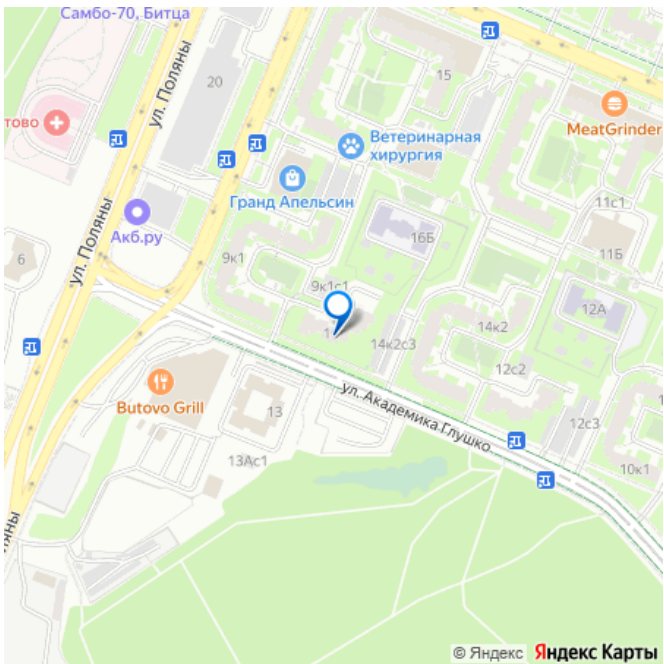 Самбо-70, Битца
ул. Поляны
20
15
тово
MeatGrinder
Ветеринарная
хирургия
Гранд Апельсин
11с1
Акб.ру
16Б
11Б
ул. Поляны
6
9к1
9к1с1
12А
14к2
14к2с3
12с2
Butovo Grill
13
ул. Академика Глушко
12с3
13Ас1
10к1
ляны
© Яндекс Яндекс Карты